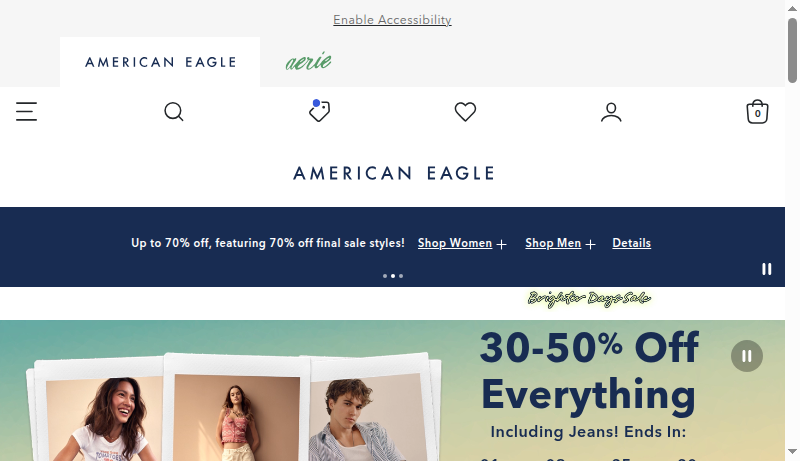 Enable Accessibility
AMERICAN EAGLE
aerie
0
AMERICAN EAGLE
Up to 70% off, featuring 70% off final sale styles! Shop Women + Shop Men + Details
Brighter Days Sale
30-50% Off
Everything
Including Jeans! Ends In: